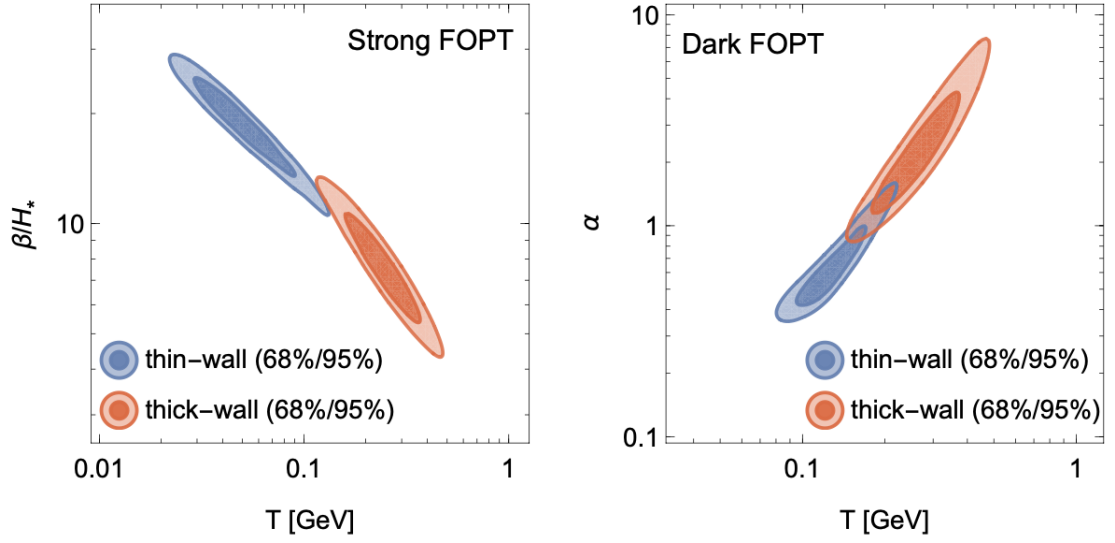 Strong FOPT
β/H*
10
thin-wall (68%/95%)
thick-wall (68%/95%)
0.01
0.1
1
T [GeV]
Dark FOPT
α
10
1
0.1
thin-wall (68%/95%)
thick-wall (68%/95%)
0.1
1
T [GeV]